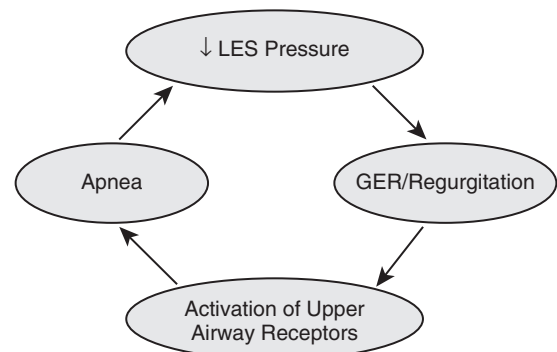 ↓ LES Pressure
Apnea
GER/Regurgitation
Activation of Upper
Airway Receptors